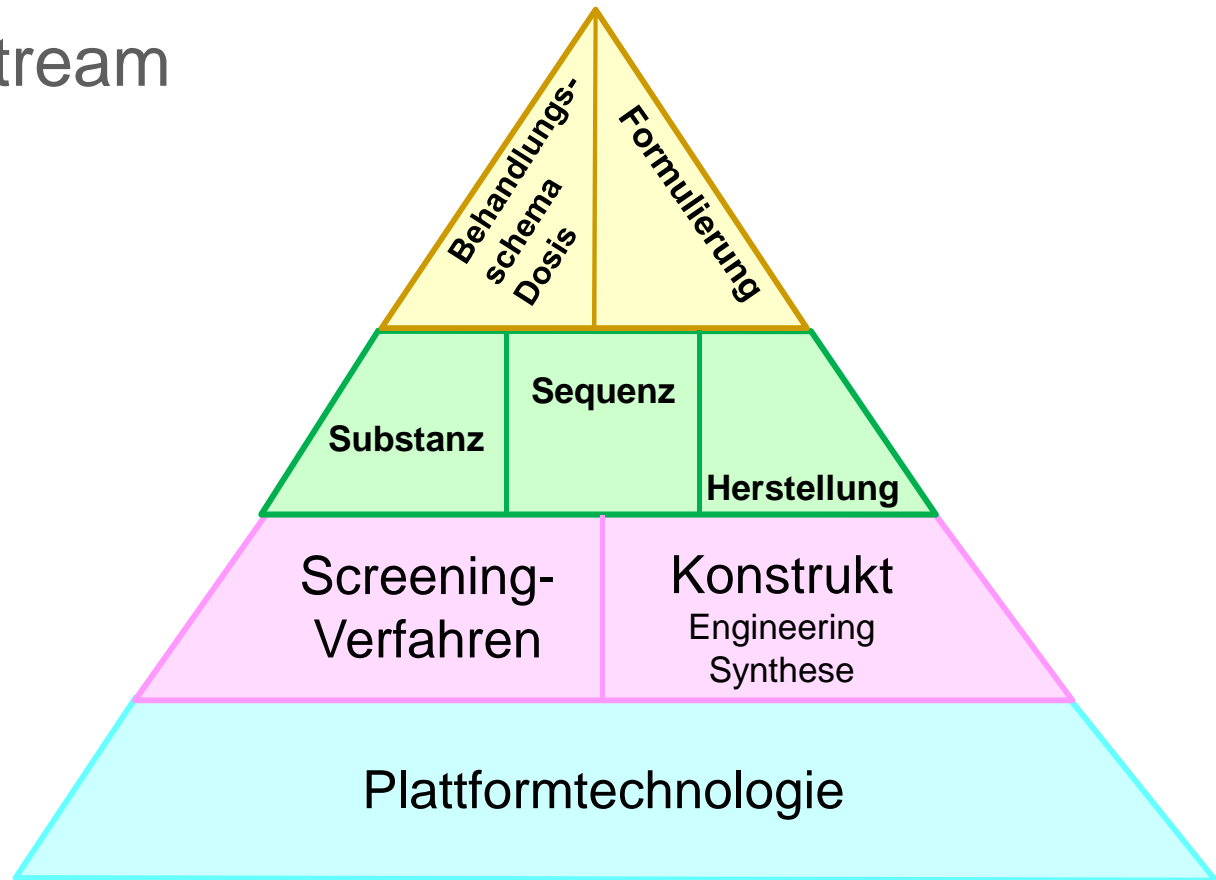 tream
Behandlungs-
schema
Dosis
Formulierung
Substanz
Sequenz
Herstellung
Screening-
Verfahren
Konstrukt
Engineering
Synthese
Plattformtechnologie